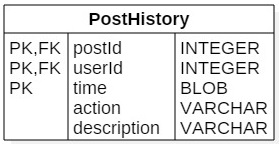 PostHistory
PK,FK postId INTEGER
PK,FK userId INTEGER
PK time BLOB
action VARCHAR
description VARCHAR